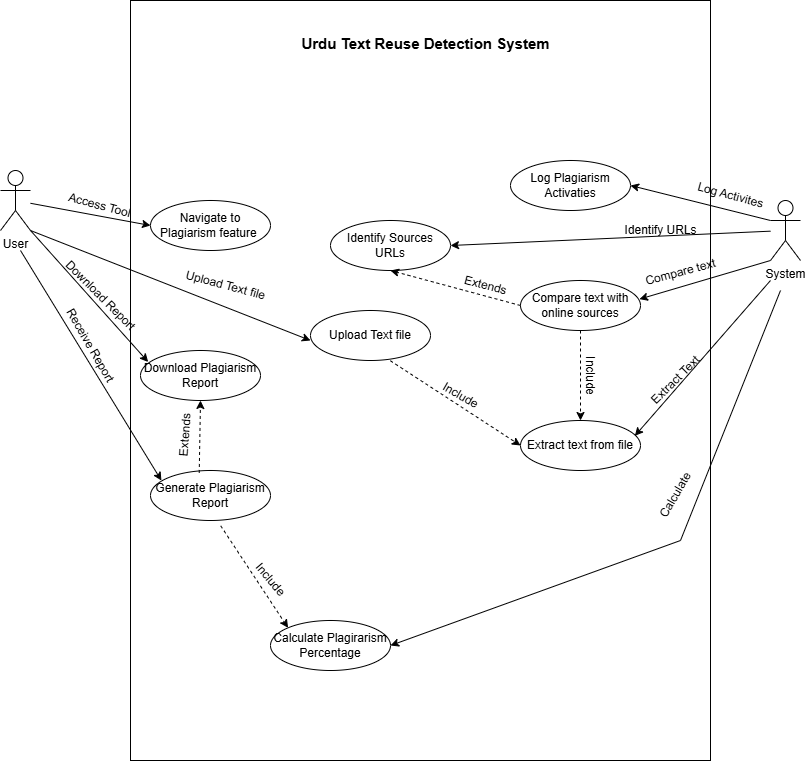 Urdu Text Reuse Detection System
Log Plagiarism
Activaties
Log Activites
Access Tool
Navigate to
Plagiarism feature
User
Identify Sources
URLs
Identify URLs
System
Compare text
Download Report
Upload Text file
Extends
Compare text with
online sources
Receive Report
Upload Text file
Download Plagiarism
Report
Include
Include
Extract Text
Extends
Extract text from file
Generate Plagiarism
Report
Calculate
Include
Calculate Plagirarism
Percentage